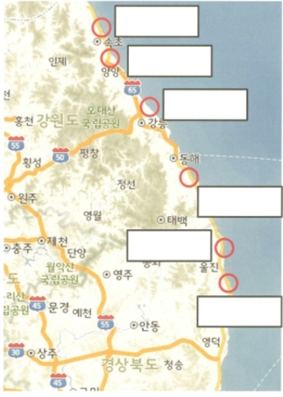 속초
인제
양양
65
오대산
국립공원
홍천
강원도
강릉
55
50
평창
횡성
동해
정선
원주
영월
태백
충주
제천
단양
월악산
국립공원
울진
영주
도
리산
립공원
45
문경
예천
55
안동
30
상주
영덕
경상북도
청송
45